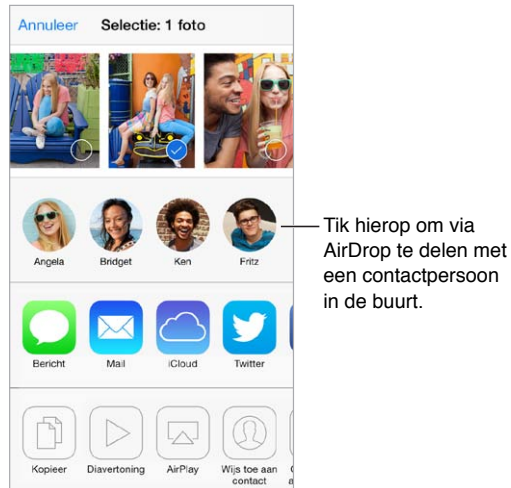 Annuleer Selectie: 1 foto
Angela Bridget Ken Fritz
Tik hierop om via
AirDrop te delen met
een contactpersoon
in de buurt.
Bericht Mail iCloud Twitter
Kopieer Diavertoning AirPlay Wijs toe aan
contact